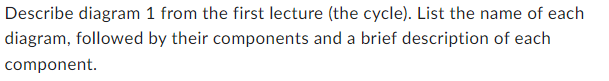 Describe diagram 1 from the first lecture (the cycle). List the name of each
diagram, followed by their components and a brief description of each
component.